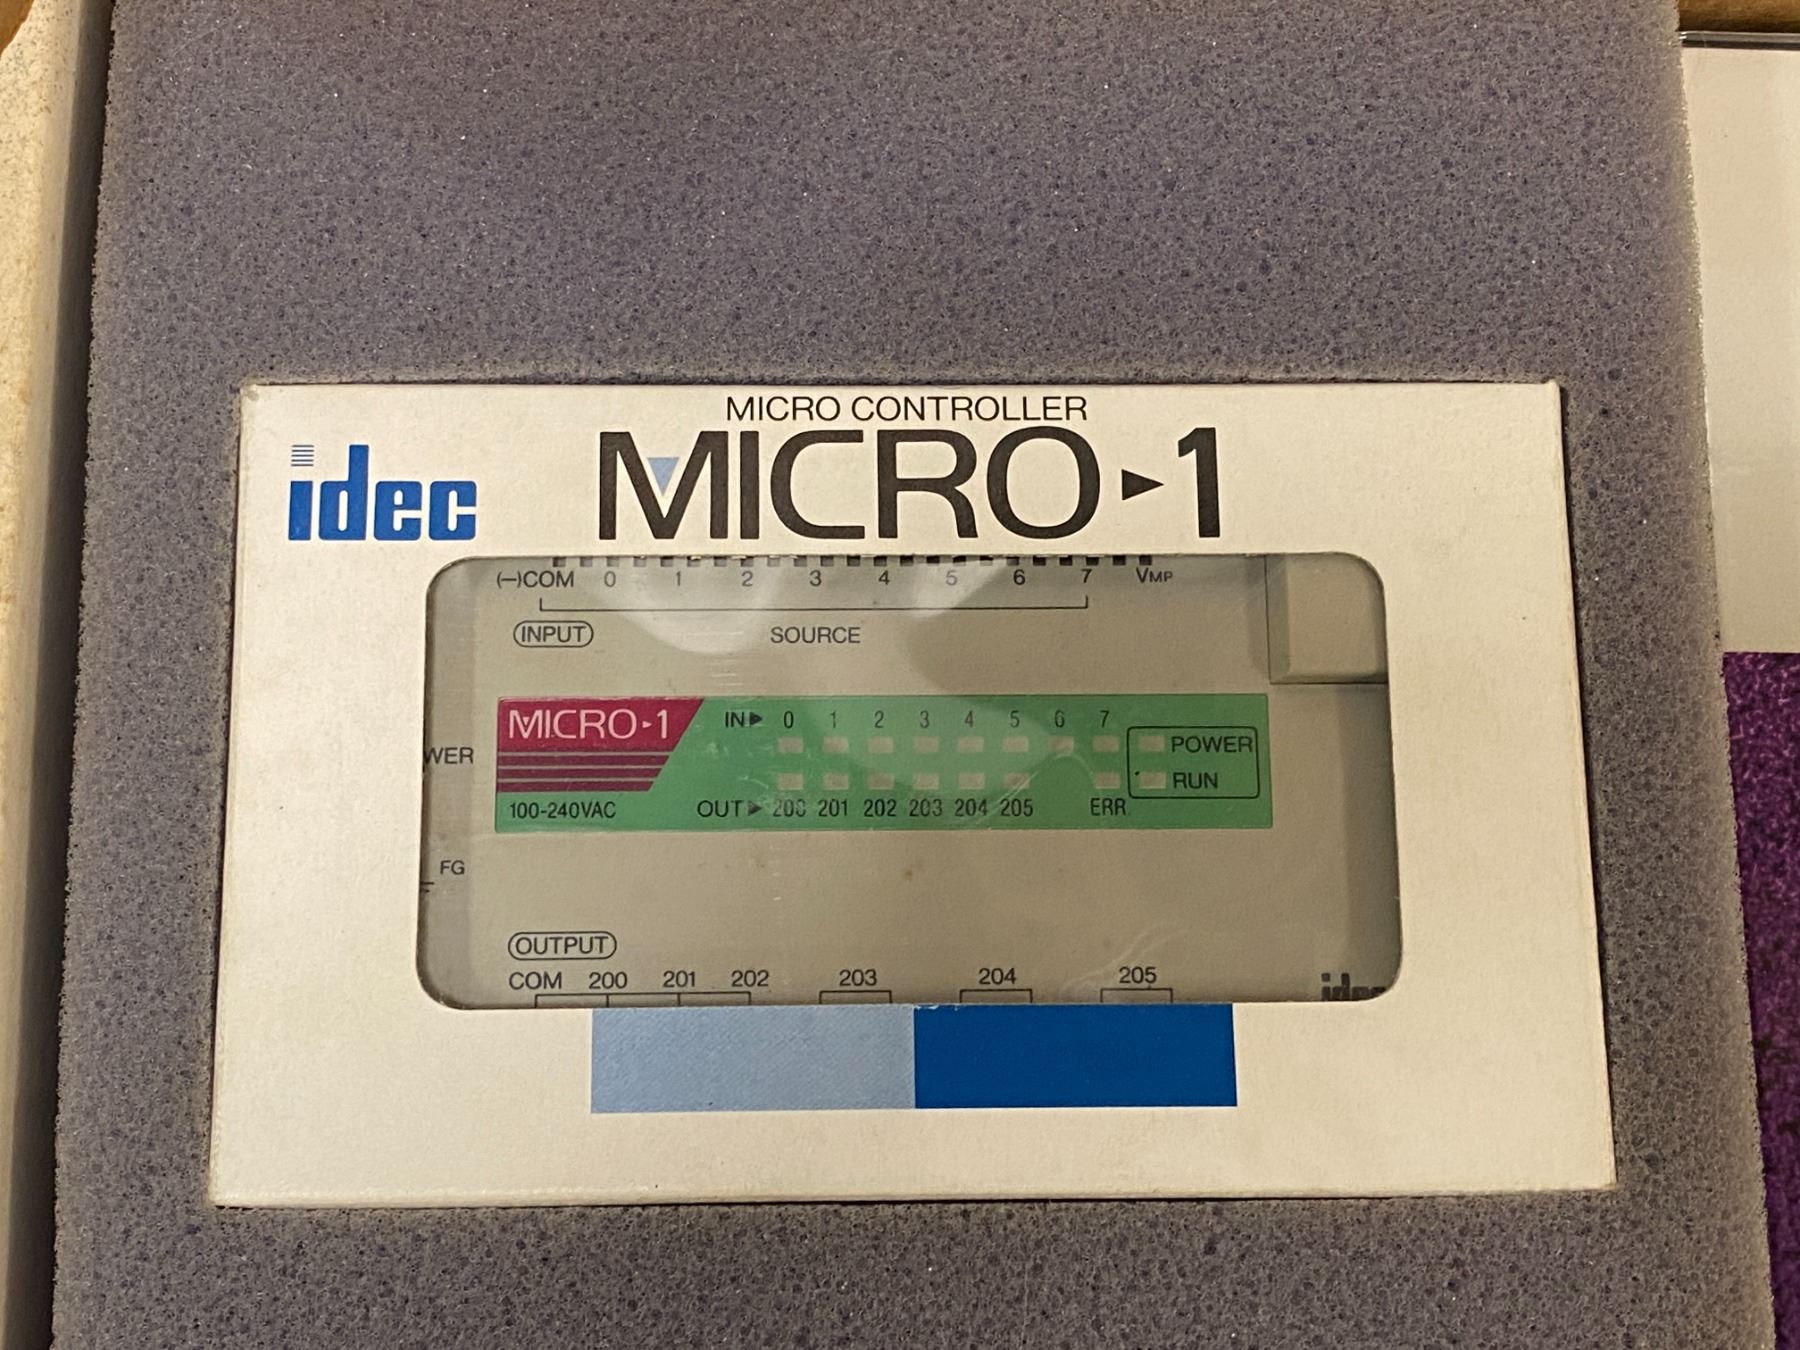 MICRO CONTROLLER
idec
MICRO▸1
(–)COM 0 1 2 3 4 5 6 7 VMP
INPUT SOURCE
MICRO▸1 IN▸ 0 1 2 3 4 5 6 7
WER POWER
RUN
100-240VAC OUT▸ 200 201 202 203 204 205 ERR
FG
OUTPUT
COM 200 201 202 203 204 205
idec